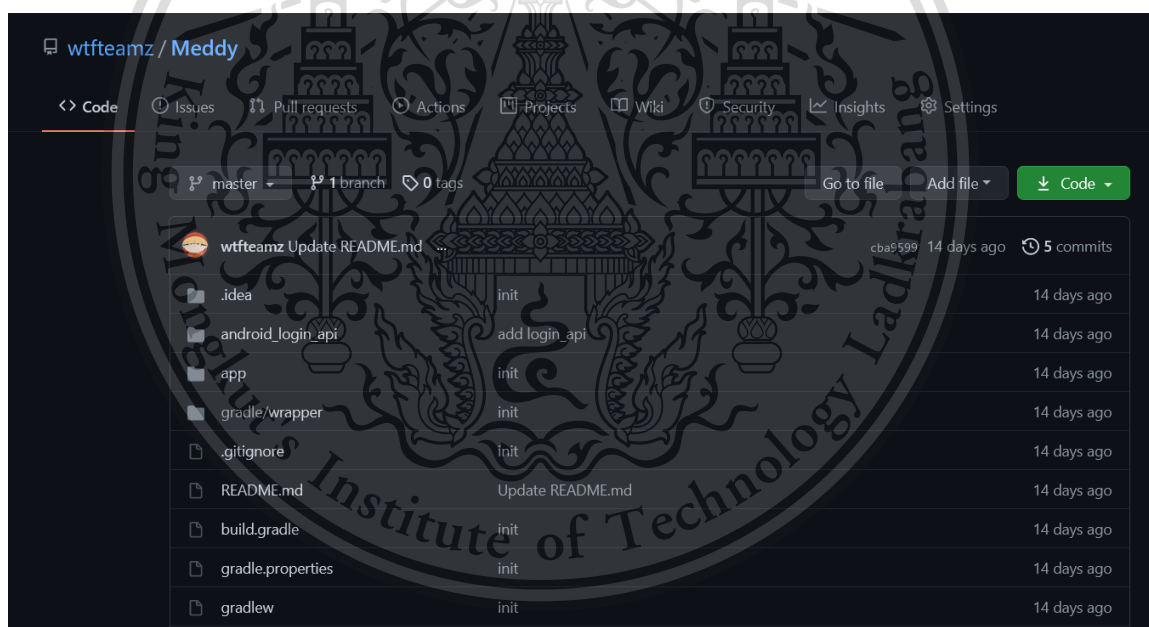 wtfteamz / Meddy
Code Issues Pull requests Actions Projects Wiki Security Insights Settings
master 1 branch 0 tags Go to file Add file Code
wtfteamz Update README.md ... cba9599 14 days ago 5 commits
.idea init 14 days ago
android_login_api add login_api 14 days ago
app init 14 days ago
gradle/wrapper init 14 days ago
.gitignore init 14 days ago
README.md Update README.md 14 days ago
build.gradle init 14 days ago
gradle.properties init 14 days ago
gradlew init 14 days ago
King Mongkut's Institute of Technology Ladkrabang